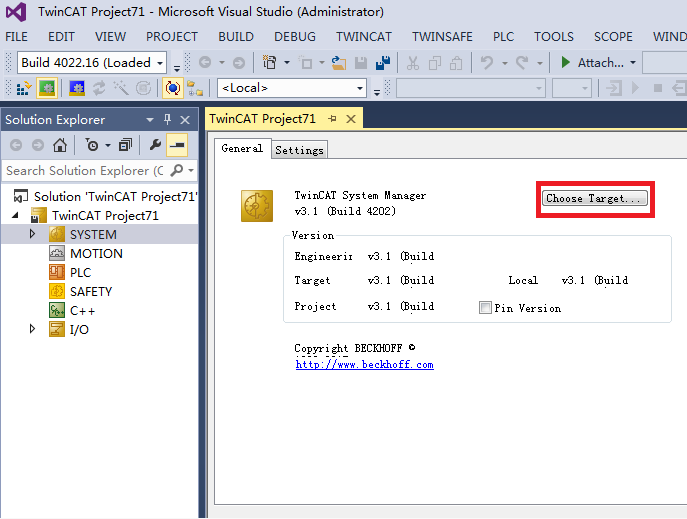 TwinCAT Project71 - Microsoft Visual Studio (Administrator)
FILE EDIT VIEW PROJECT BUILD DEBUG TWINCAT TWINSAFE PLC TOOLS SCOPE WIND
Build 4022.16 (Loaded Attach...
<Local>
Solution Explorer
Search Solution Explorer (C
Solution 'TwinCAT Project71'
TwinCAT Project71
SYSTEM
MOTION
PLC
SAFETY
C++
I/O
TwinCAT Project71
General Settings
TwinCAT System Manager
v3.1 (Build 4202)
Choose Target...
Version
Engineerin v3.1 (Build
Target v3.1 (Build Local v3.1 (Build
Project v3.1 (Build Pin Version
Copyright BECKHOFF ©
http://www.beckhoff.com